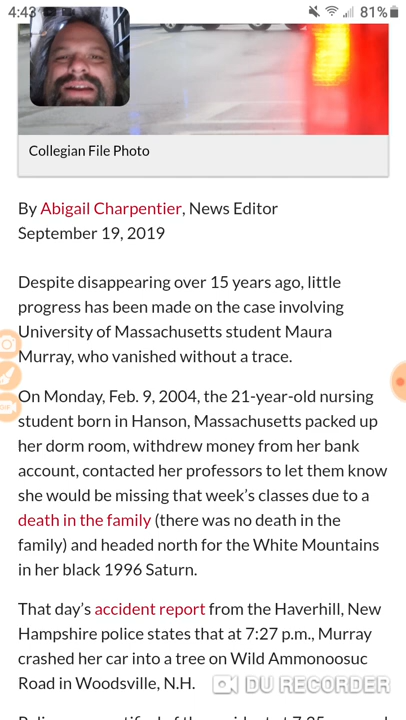 4:43 81%
Collegian File Photo
By Abigail Charpentier, News Editor
September 19, 2019
Despite disappearing over 15 years ago, little
progress has been made on the case involving
University of Massachusetts student Maura
Murray, who vanished without a trace.
On Monday, Feb. 9, 2004, the 21-year-old nursing
student born in Hanson, Massachusetts packed up
her dorm room, withdrew money from her bank
account, contacted her professors to let them know
she would be missing that week's classes due to a
death in the family (there was no death in the
family) and headed north for the White Mountains
in her black 1996 Saturn.
That day's accident report from the Haverhill, New
Hampshire police states that at 7:27 p.m., Murray
crashed her car into a tree on Wild Ammonoosuc
Road in Woodsville, N.H.
DU RECORDER
GIF